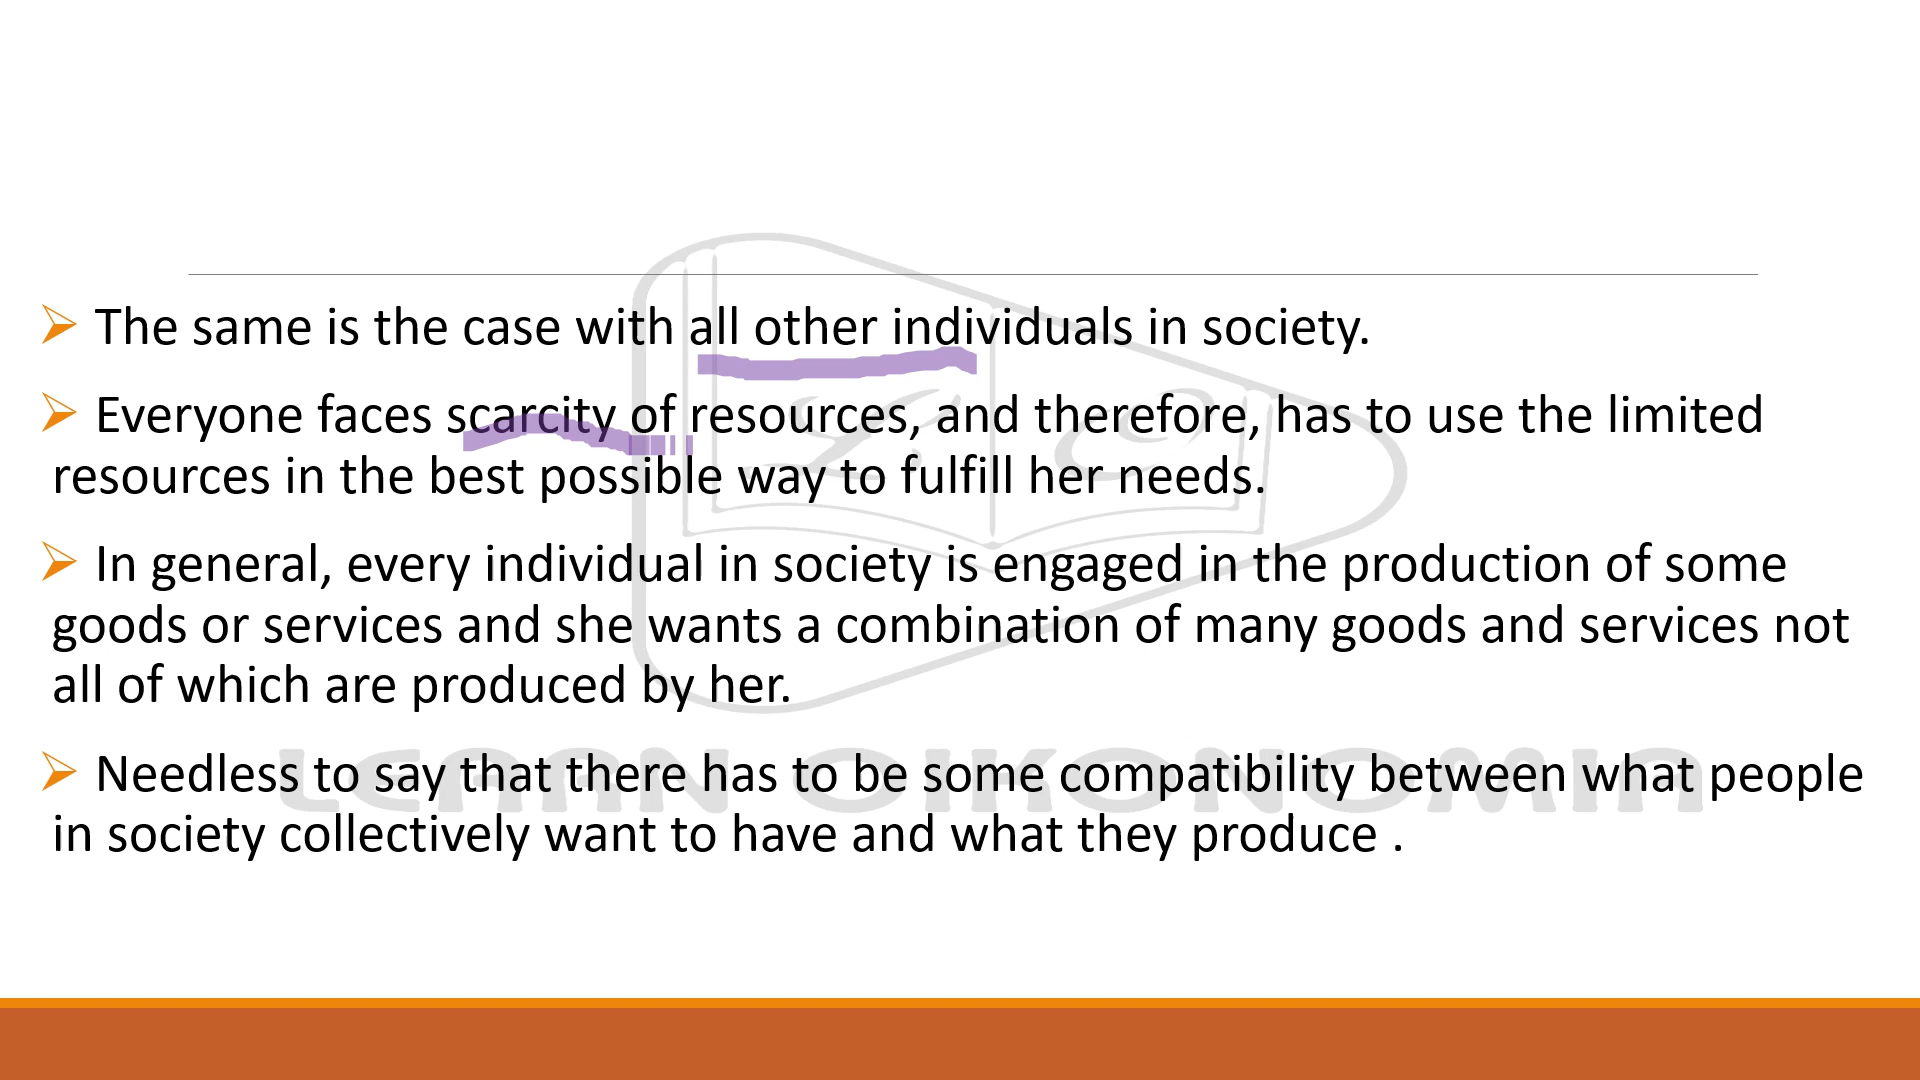 The same is the case with all other individuals in society.
Everyone faces scarcity of resources, and therefore, has to use the limited
resources in the best possible way to fulfill her needs.
In general, every individual in society is engaged in the production of some
goods or services and she wants a combination of many goods and services not
all of which are produced by her.
Needless to say that there has to be some compatibility between what people
in society collectively want to have and what they produce .
LEARN OIKONOMIA